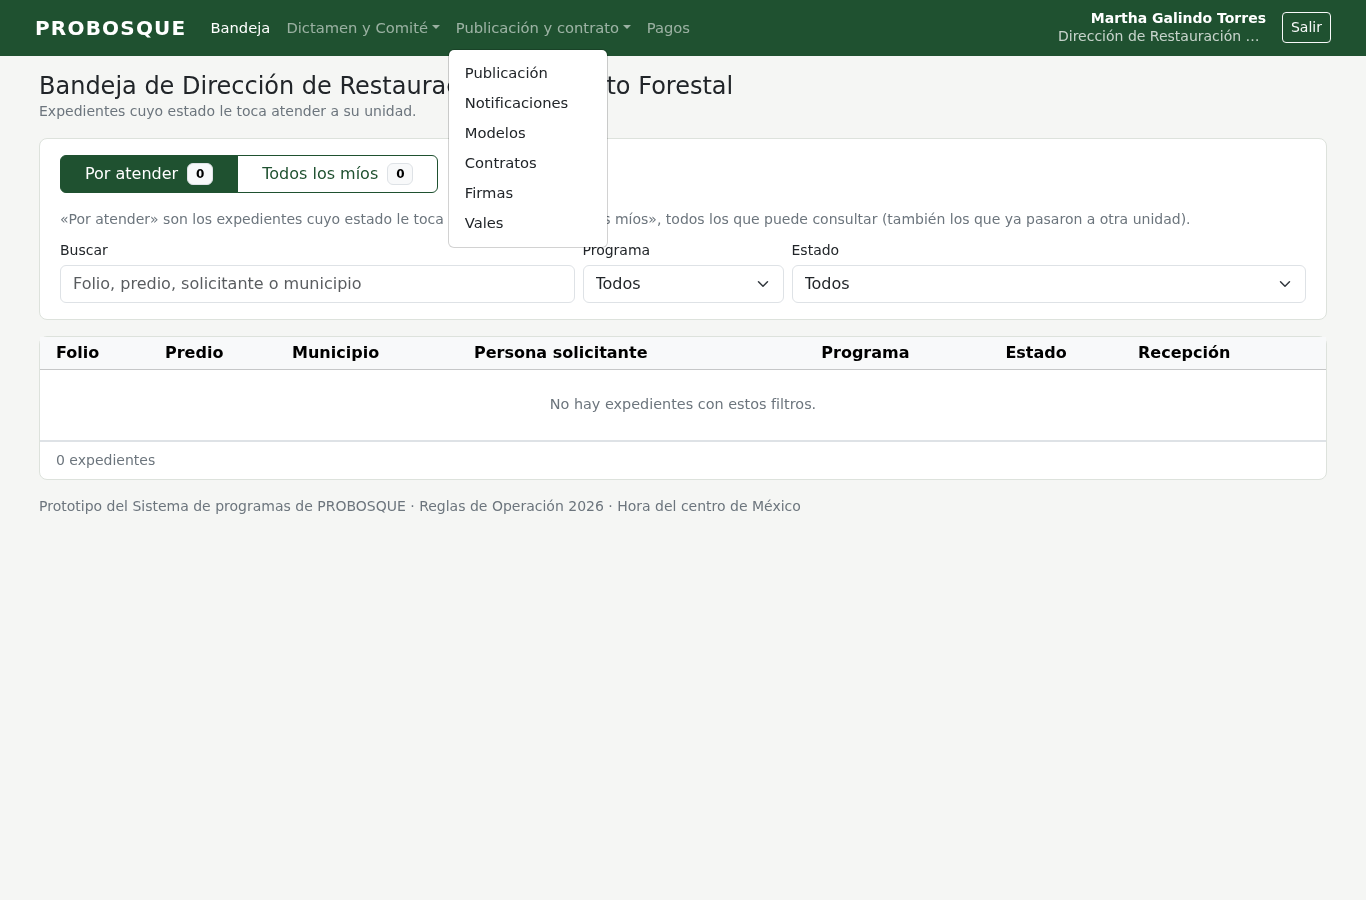 PROBOSQUE Bandeja Dictamen y Comité Publicación y contrato Pagos
Martha Galindo Torres
Dirección de Restauración ...
Salir
Publicación
Notificaciones
Modelos
Contratos
Firmas
Vales
Bandeja de Dirección de Restaura to Forestal
Expedientes cuyo estado le toca atender a su unidad.
Por atender 0 Todos los míos 0
«Por atender» son los expedientes cuyo estado le toca s míos», todos los que puede consultar (también los que ya pasaron a otra unidad).
Buscar Programa Estado
Folio, predio, solicitante o municipio Todos Todos
Folio Predio Municipio Persona solicitante Programa Estado Recepción
No hay expedientes con estos filtros.
0 expedientes
Prototipo del Sistema de programas de PROBOSQUE · Reglas de Operación 2026 · Hora del centro de México